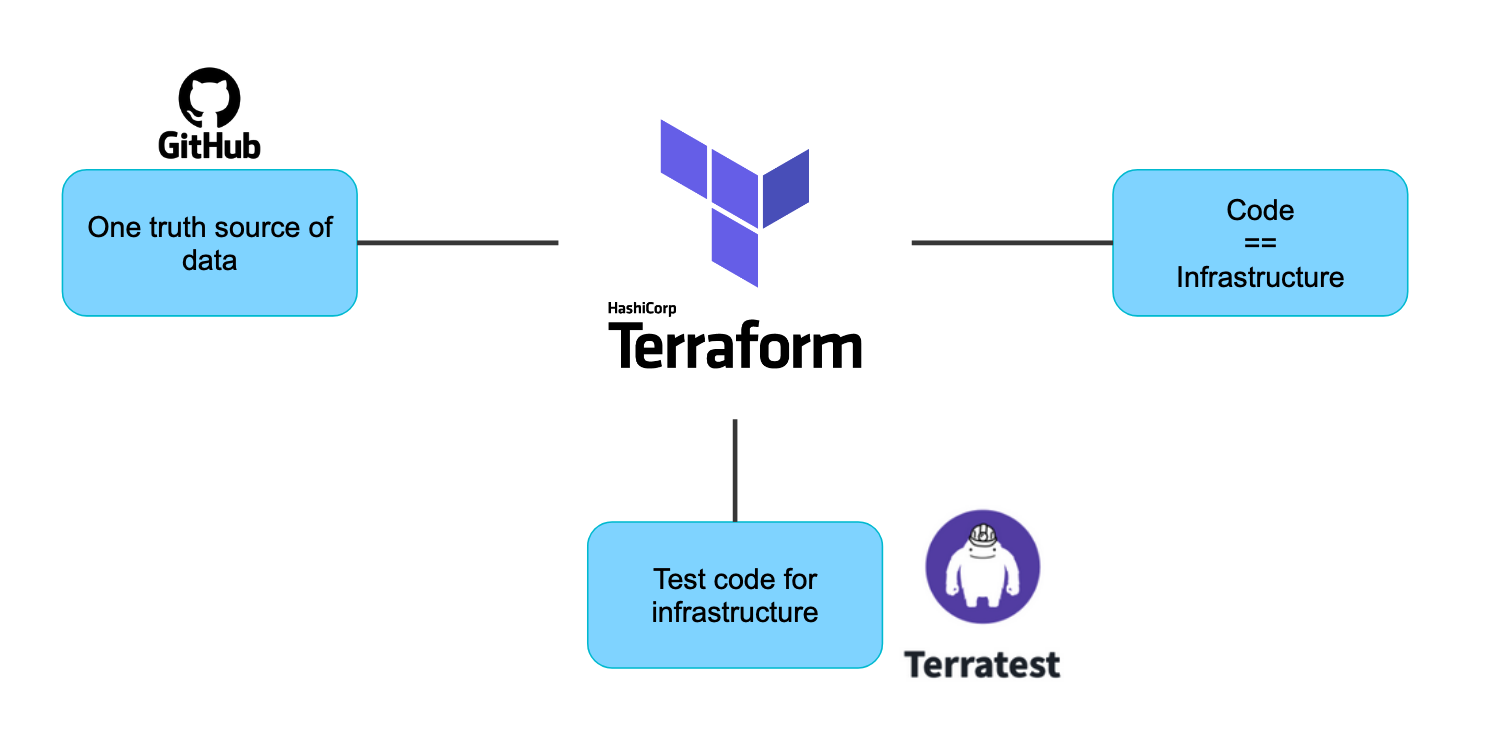 GitHub
One truth source of
data
HashiCorp
Terraform
Code
==
Infrastructure
Test code for
infrastructure
Terratest